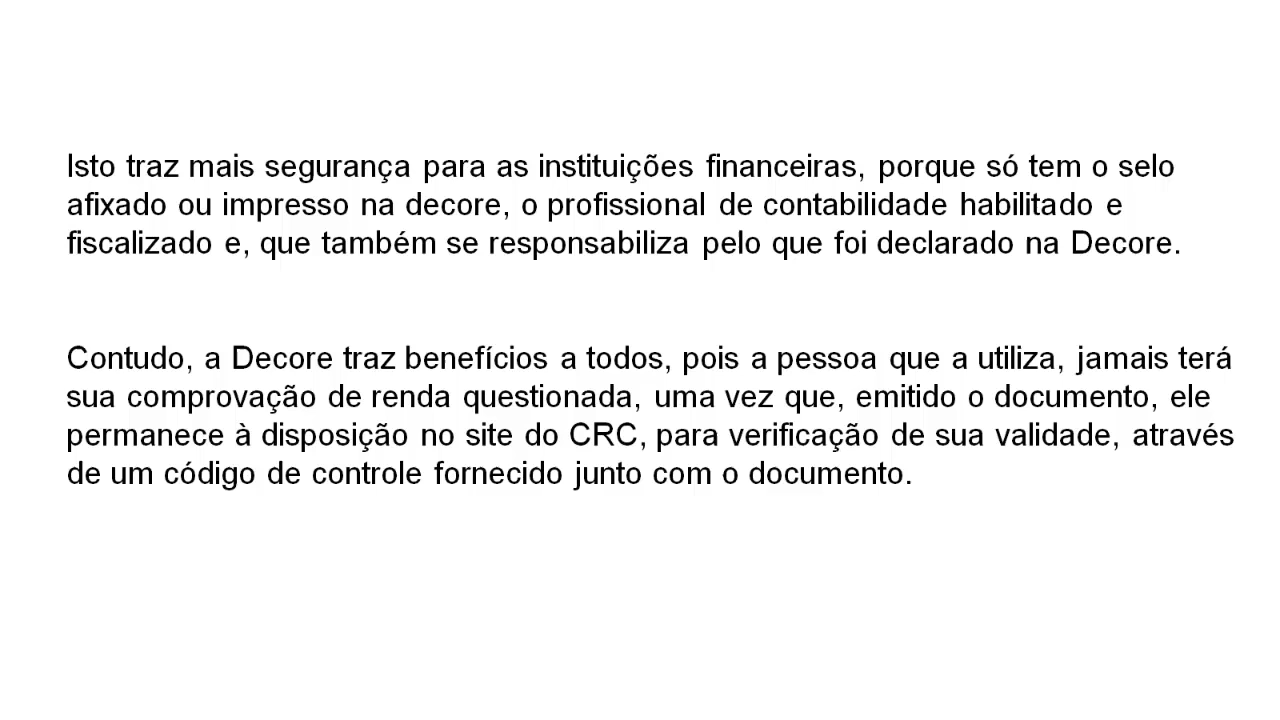 Isto traz mais segurança para as instituições financeiras, porque só tem o selo
afixado ou impresso na decore, o profissional de contabilidade habilitado e
fiscalizado e, que também se responsabiliza pelo que foi declarado na Decore.
Contudo, a Decore traz benefícios a todos, pois a pessoa que a utiliza, jamais terá
sua comprovação de renda questionada, uma vez que, emitido o documento, ele
permanece à disposição no site do CRC, para verificação de sua validade, através
de um código de controle fornecido junto com o documento.